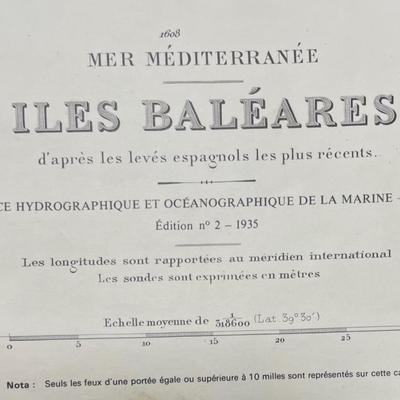 1608
MER MÉDITERRANÉE
ILES BALÉARES
d'après les levés espagnols les plus récents.
CE HYDROGRAPHIQUE ET OCÉANOGRAPHIQUE DE LA MARINE -
Édition nº 2 – 1935
Les longitudes sont rapportées au méridien international
Les sondes sont exprimées en mètres
Echelle moyenne de 1/318600 (Lat. 39° 30')
0 5 10 15 20 25
Nota : Seuls les feux d'une portée égale ou supérieure à 10 milles sont représentés sur cette ca